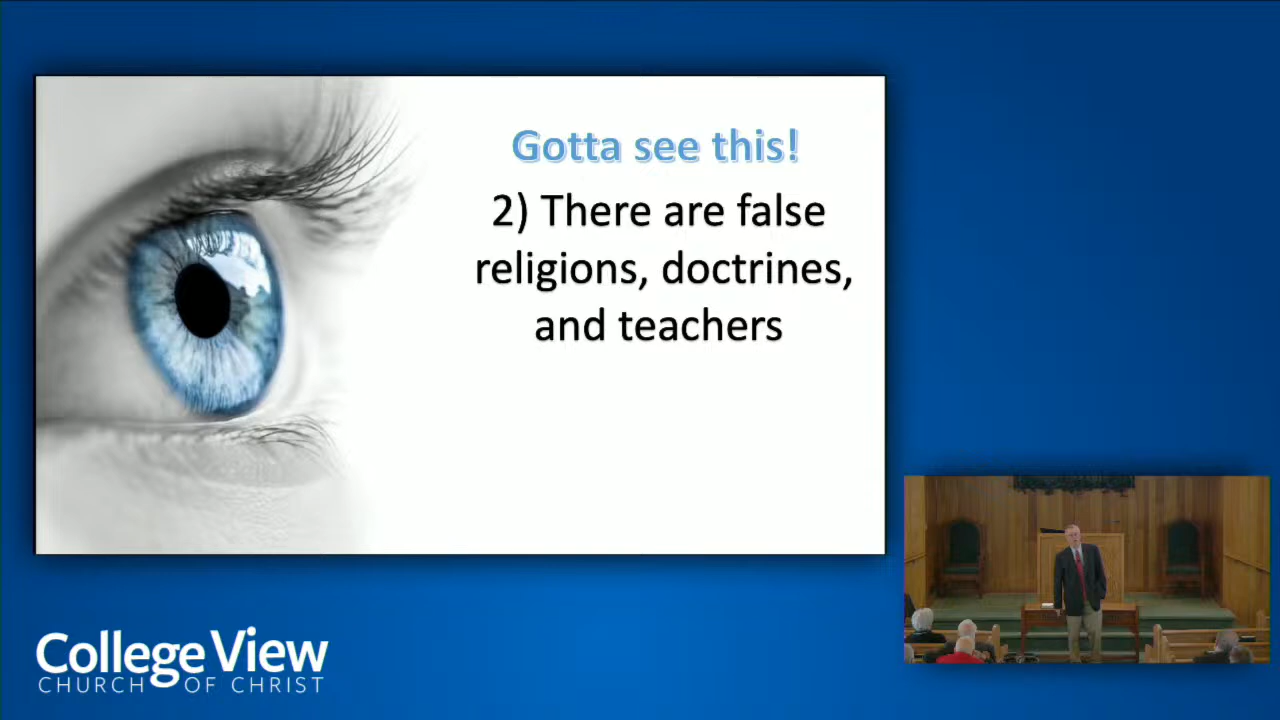 Gotta see this!
2) There are false
religions, doctrines,
and teachers
College View
CHURCH OF CHRIST